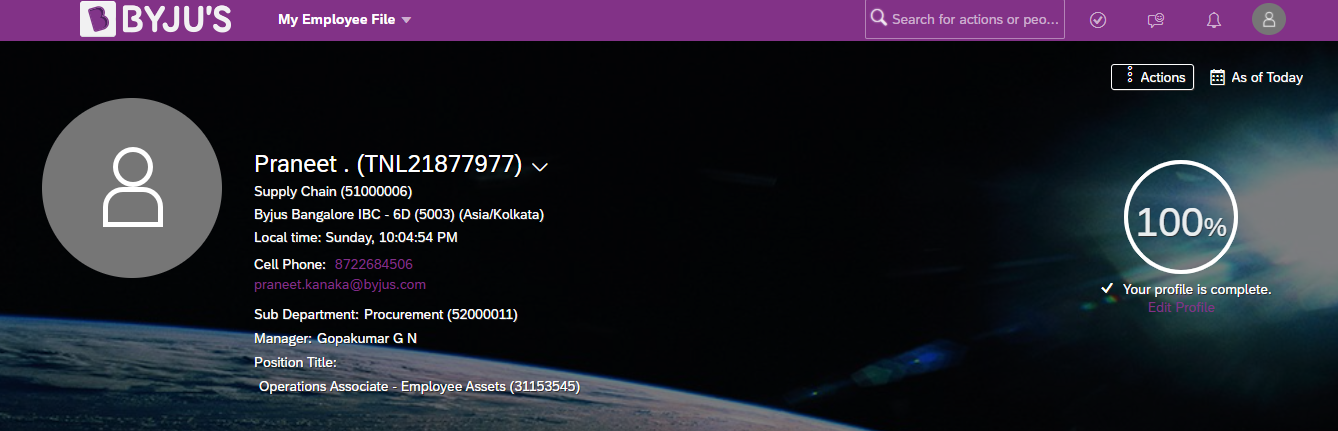 BYJU'S My Employee File Search for actions or peo...
Actions As of Today
Praneet . (TNL21877977)
Supply Chain (51000006)
Byjus Bangalore IBC - 6D (5003) (Asia/Kolkata)
Local time: Sunday, 10:04:54 PM
Cell Phone: 8722684506
praneet.kanaka@byjus.com
Sub Department: Procurement (52000011)
Manager: Gopakumar G N
Position Title:
Operations Associate - Employee Assets (31153545)
100%
Your profile is complete.
Edit Profile